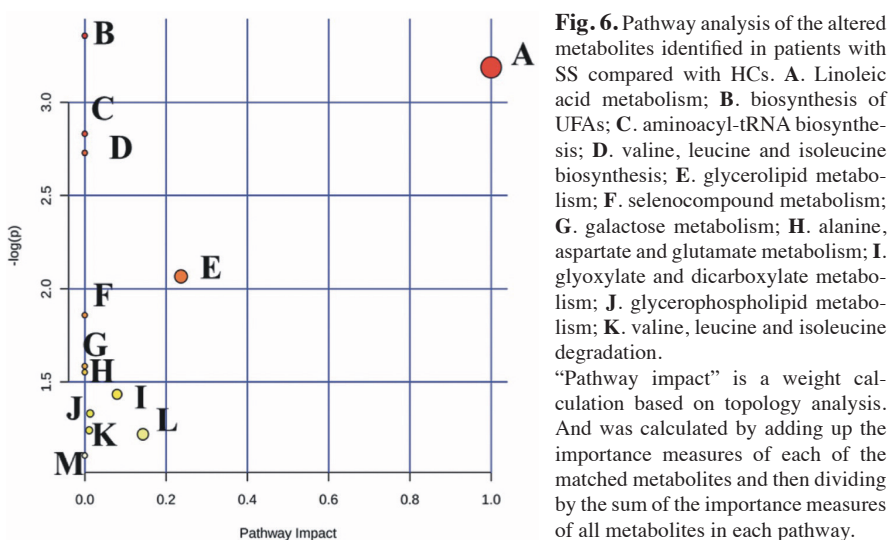 B
A
C
3.0
D
2.5
-log(p)
E
2.0
F
G
H
1.5
I
J
L
K
M
0.0
0.2
0.4
0.6
0.8
1.0
Pathway Impact
Fig. 6. Pathway analysis of the altered
metabolites identified in patients with
SS compared with HCs. A. Linoleic
acid metabolism; B. biosynthesis of
UFAs; C. aminoacyl-tRNA biosynthe-
sis; D. valine, leucine and isoleucine
biosynthesis; E. glycerolipid metabo-
lism; F. selenocompound metabolism;
G. galactose metabolism; H. alanine,
aspartate and glutamate metabolism; I.
glyoxylate and dicarboxylate metabo-
lism; J. glycerophospholipid metabo-
lism; K. valine, leucine and isoleucine
degradation.
“Pathway impact” is a weight cal-
culation based on topology analysis.
And was calculated by adding up the
importance measures of each of the
matched metabolites and then dividing
by the sum of the importance measures
of all metabolites in each pathway.